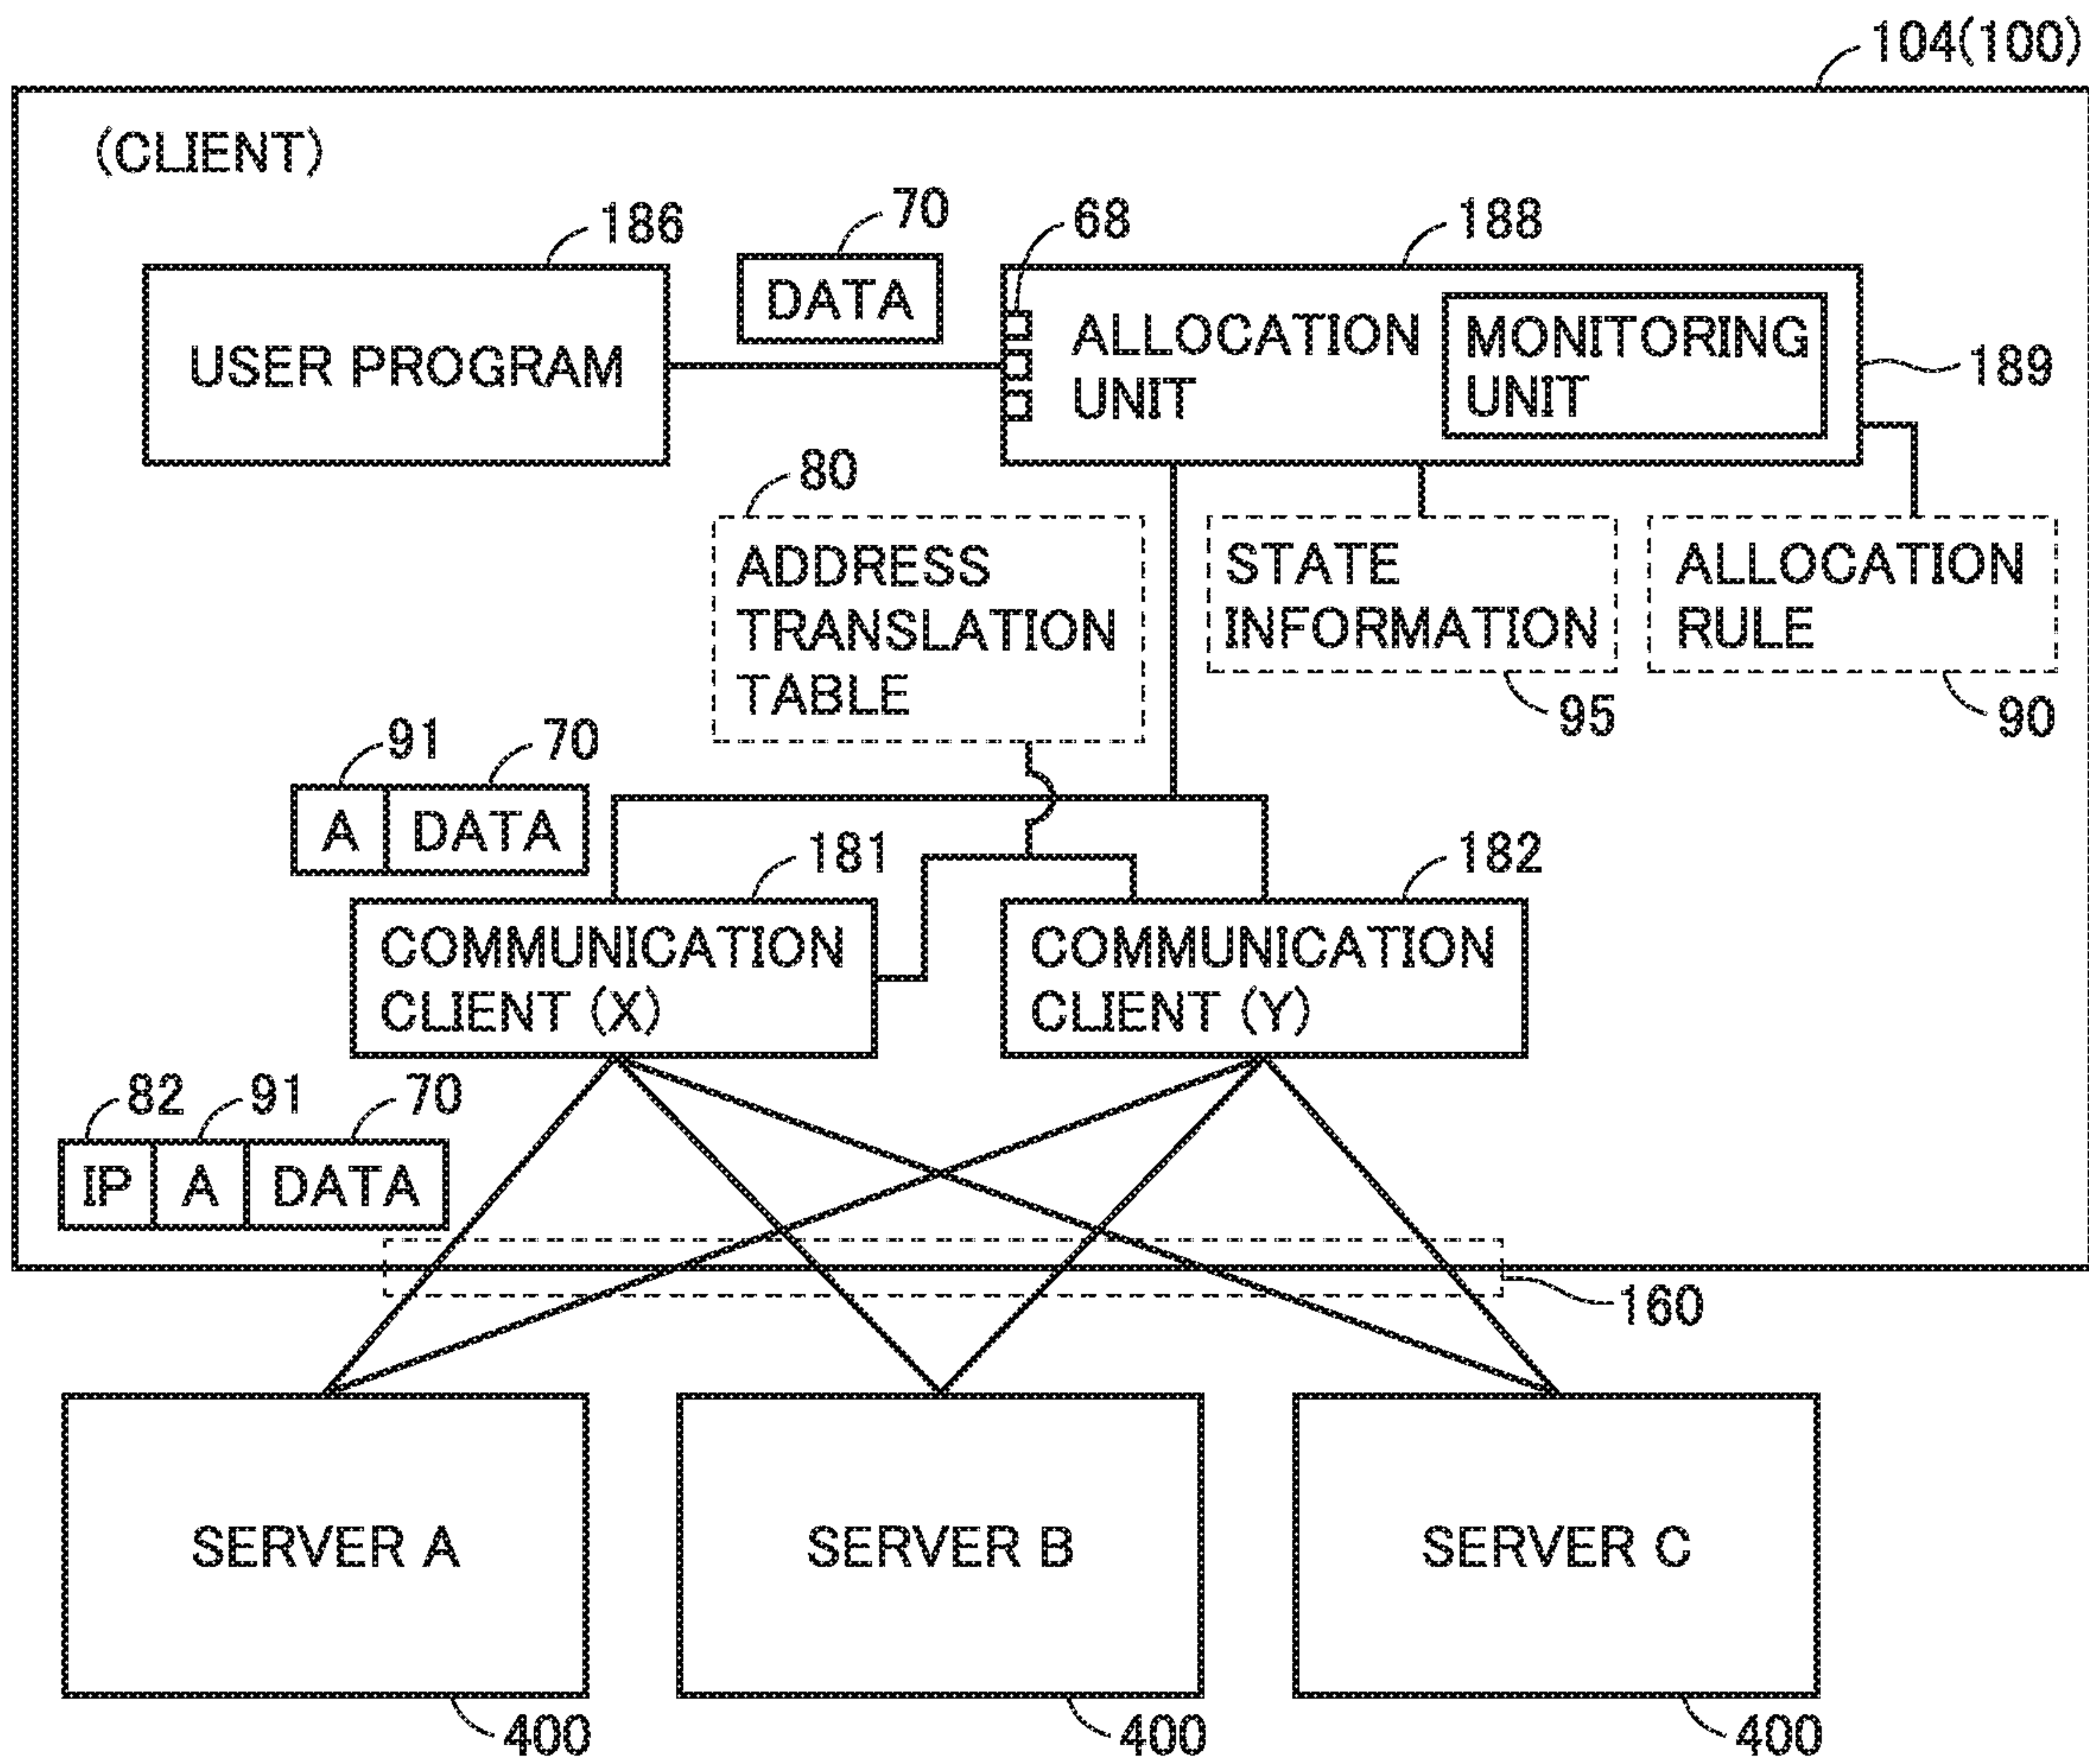 104(100)
(CLIENT)
186
70
68
188
DATA
USER PROGRAM
ALLOCATION
UNIT
MONITORING
UNIT
189
80
ADDRESS
TRANSLATION
TABLE
STATE
INFORMATION
ALLOCATION
RULE
95
90
91
70
A
DATA
181
182
COMMUNICATION
CLIENT (X)
COMMUNICATION
CLIENT (Y)
82
91
70
IP
A
DATA
160
SERVER A
SERVER B
SERVER C
400
400
400